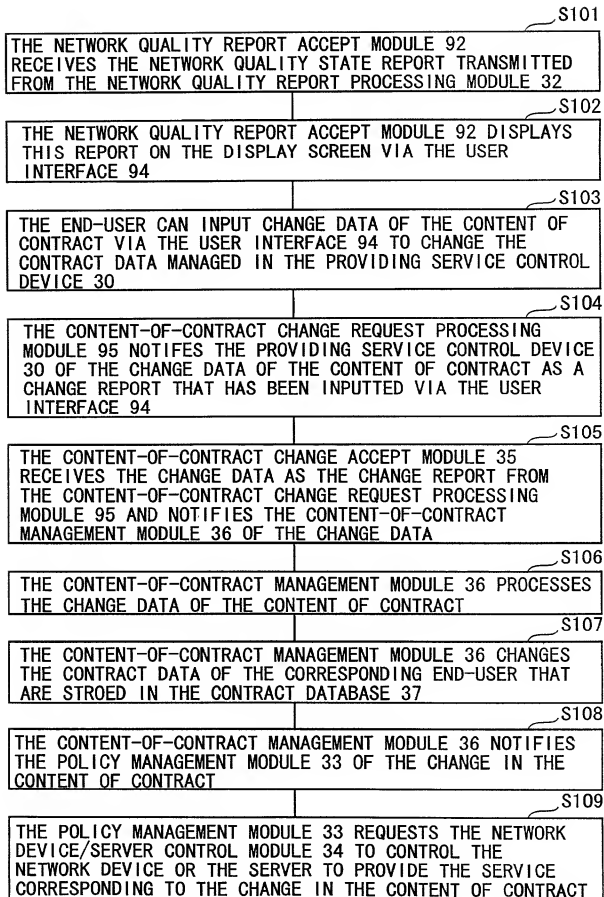 S101
THE NETWORK QUALITY REPORT ACCEPT MODULE 92
RECEIVES THE NETWORK QUALITY STATE REPORT TRANSMITTED
FROM THE NETWORK QUALITY REPORT PROCESSING MODULE 32
S102
THE NETWORK QUALITY REPORT ACCEPT MODULE 92 DISPLAYS
THIS REPORT ON THE DISPLAY SCREEN VIA THE USER
INTERFACE 94
S103
THE END-USER CAN INPUT CHANGE DATA OF THE CONTENT OF
CONTRACT VIA THE USER INTERFACE 94 TO CHANGE THE
CONTRACT DATA MANAGED IN THE PROVIDING SERVICE CONTROL
DEVICE 30
S104
THE CONTENT-OF-CONTRACT CHANGE REQUEST PROCESSING
MODULE 95 NOTIFES THE PROVIDING SERVICE CONTROL DEVICE
30 OF THE CHANGE DATA OF THE CONTENT OF CONTRACT AS A
CHANGE REPORT THAT HAS BEEN INPUTTED VIA THE USER
INTERFACE 94
S105
THE CONTENT-OF-CONTRACT CHANGE ACCEPT MODULE 35
RECEIVES THE CHANGE DATA AS THE CHANGE REPORT FROM
THE CONTENT-OF-CONTRACT CHANGE REQUEST PROCESSING
MODULE 95 AND NOTIFIES THE CONTENT-OF-CONTRACT
MANAGEMENT MODULE 36 OF THE CHANGE DATA
S106
THE CONTENT-OF-CONTRACT MANAGEMENT MODULE 36 PROCESSES
THE CHANGE DATA OF THE CONTENT OF CONTRACT
S107
THE CONTENT-OF-CONTRACT MANAGEMENT MODULE 36 CHANGES
THE CONTRACT DATA OF THE CORRESPONDING END-USER THAT
ARE STROED IN THE CONTRACT DATABASE 37
S108
THE CONTENT-OF-CONTRACT MANAGEMENT MODULE 36 NOTIFIES
THE POLICY MANAGEMENT MODULE 33 OF THE CHANGE IN THE
CONTENT OF CONTRACT
S109
THE POLICY MANAGEMENT MODULE 33 REQUESTS THE NETWORK
DEVICE/SERVER CONTROL MODULE 34 TO CONTROL THE
NETWORK DEVICE OR THE SERVER TO PROVIDE THE SERVICE
CORRESPONDING TO THE CHANGE IN THE CONTENT OF CONTRACT